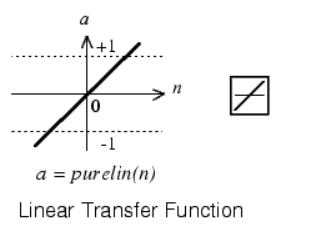 a
+1
n
0
-1
a = purelin(n)
Linear Transfer Function